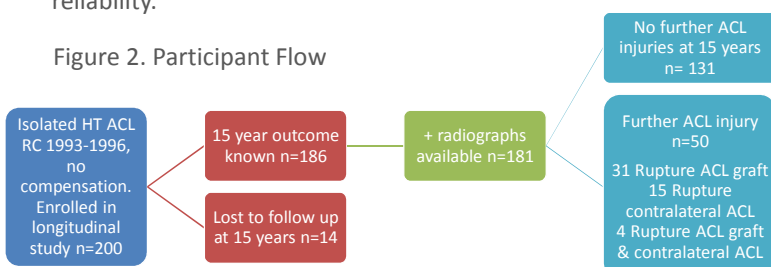 reliability.
Figure 2. Participant Flow
Isolated HT ACL
RC 1993-1996,
no
compensation.
Enrolled in
longitudinal
study n=200
15 year outcome
known n=186
Lost to follow up
at 15 years n=14
+ radiographs
available n=181
No further ACL
injuries at 15 years
n= 131
Further ACL injury
n=50
31 Rupture ACL graft
15 Rupture
contralateral ACL
4 Rupture ACL graft
& contralateral ACL